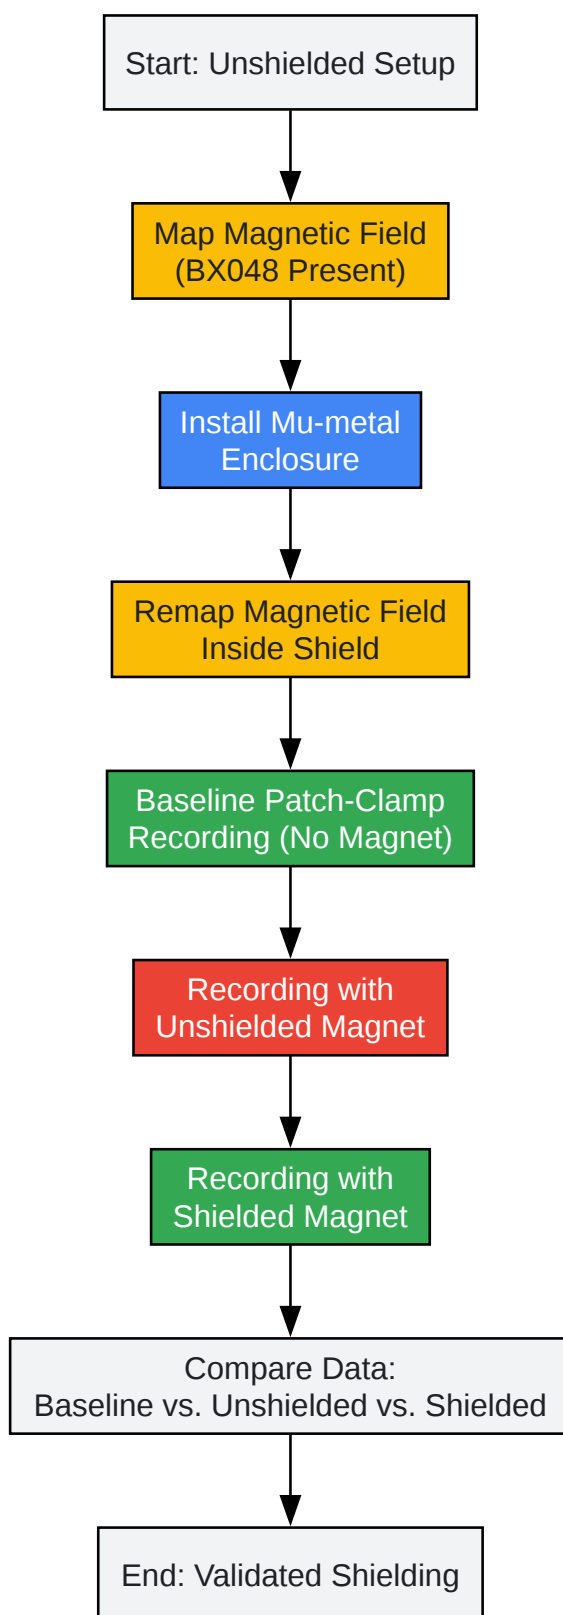 Start: Unshielded Setup
Map Magnetic Field
(BX048 Present)
Install Mu-metal
Enclosure
Remap Magnetic Field
Inside Shield
Baseline Patch-Clamp
Recording (No Magnet)
Recording with
Unshielded Magnet
Recording with
Shielded Magnet
Compare Data:
Baseline vs. Unshielded vs. Shielded
End: Validated Shielding